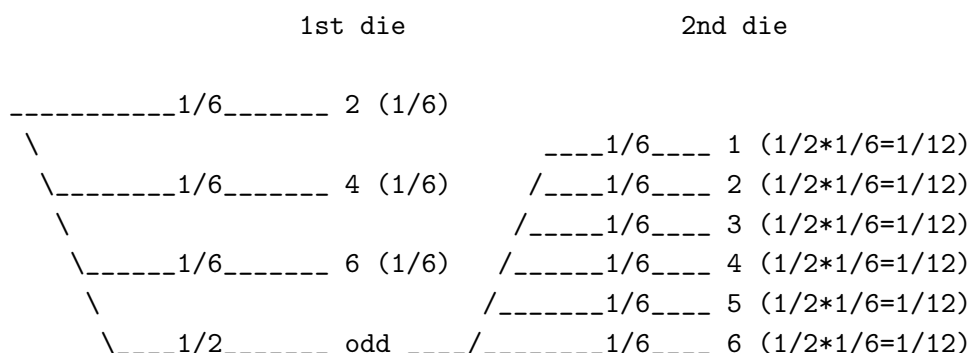 1st die                 2nd die

___________1/6_______ 2 (1/6)
 \                               ____1/6____ 1 (1/2*1/6=1/12)
  \________1/6_______ 4 (1/6)   /____1/6____ 2 (1/2*1/6=1/12)
   \                           /_____1/6____ 3 (1/2*1/6=1/12)
    \______1/6_______ 6 (1/6) /______1/6____ 4 (1/2*1/6=1/12)
     \                       /_______1/6____ 5 (1/2*1/6=1/12)
      \____1/2_______ odd ____/________1/6____ 6 (1/2*1/6=1/12)